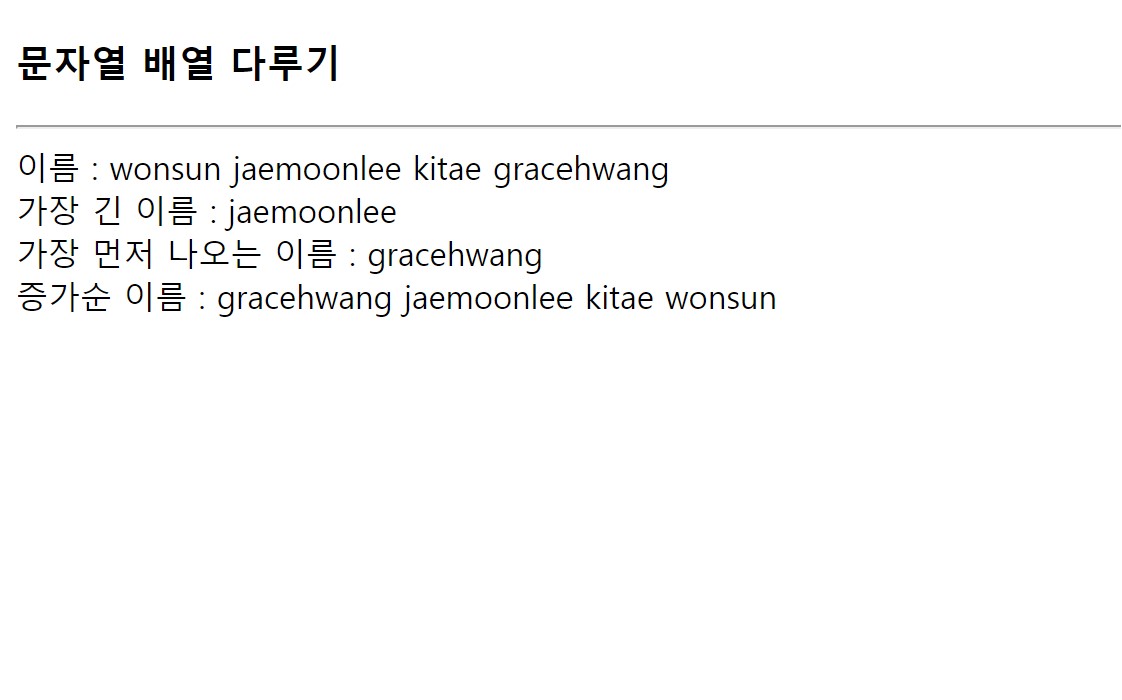 문자열 배열 다루기
이름 : wonsun jaemoonlee kitae gracehwang
가장 긴 이름 : jaemoonlee
가장 먼저 나오는 이름 : gracehwang
증가순 이름 : gracehwang jaemoonlee kitae wonsun